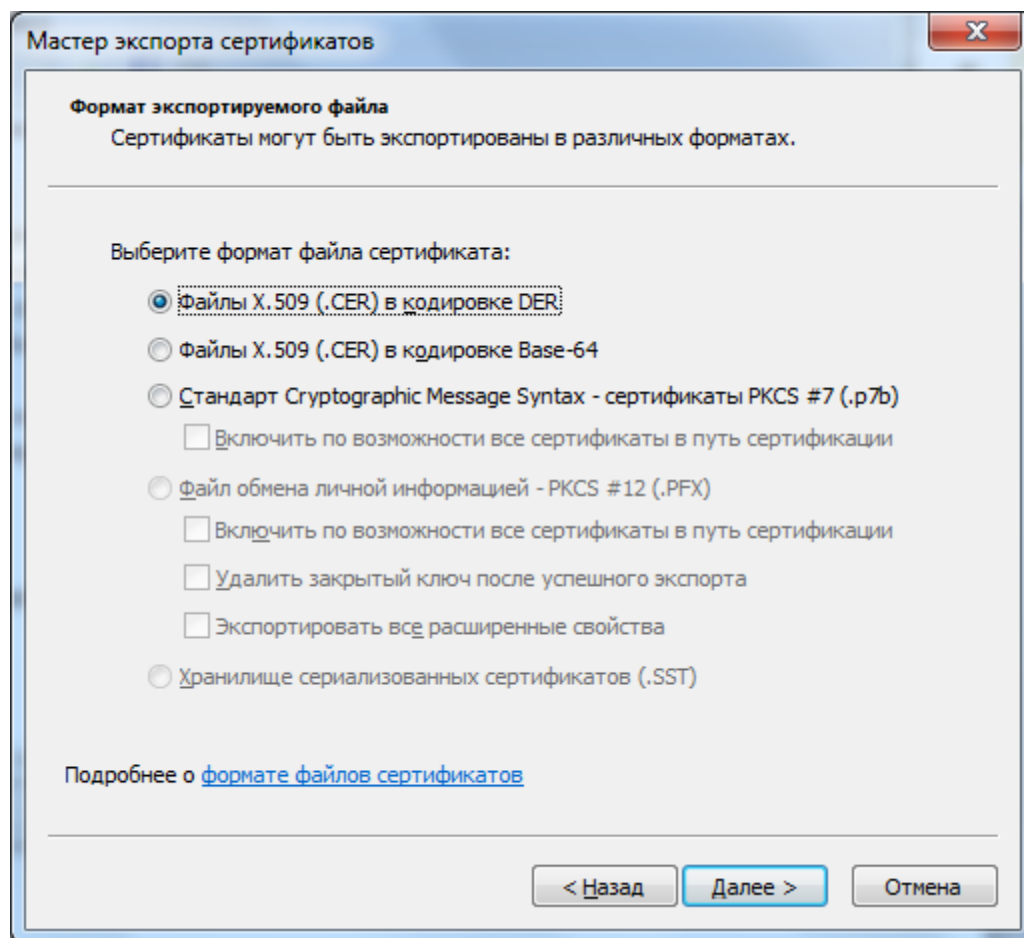 Мастер экспорта сертификатов
Формат экспортируемого файла
Сертификаты могут быть экспортированы в различных форматах.
Выберите формат файла сертификата:
Файлы X.509 (.CER) в кодировке DER
Файлы X.509 (.CER) в кодировке Base-64
Стандарт Cryptographic Message Syntax - сертификаты PKCS #7 (.p7b)
Включить по возможности все сертификаты в путь сертификации
Файл обмена личной информацией - PKCS #12 (.PFX)
Включить по возможности все сертификаты в путь сертификации
Удалить закрытый ключ после успешного экспорта
Экспортировать все расширенные свойства
Хранилище сериализованных сертификатов (.SST)
Подробнее о формате файлов сертификатов
< Назад Далее > Отмена